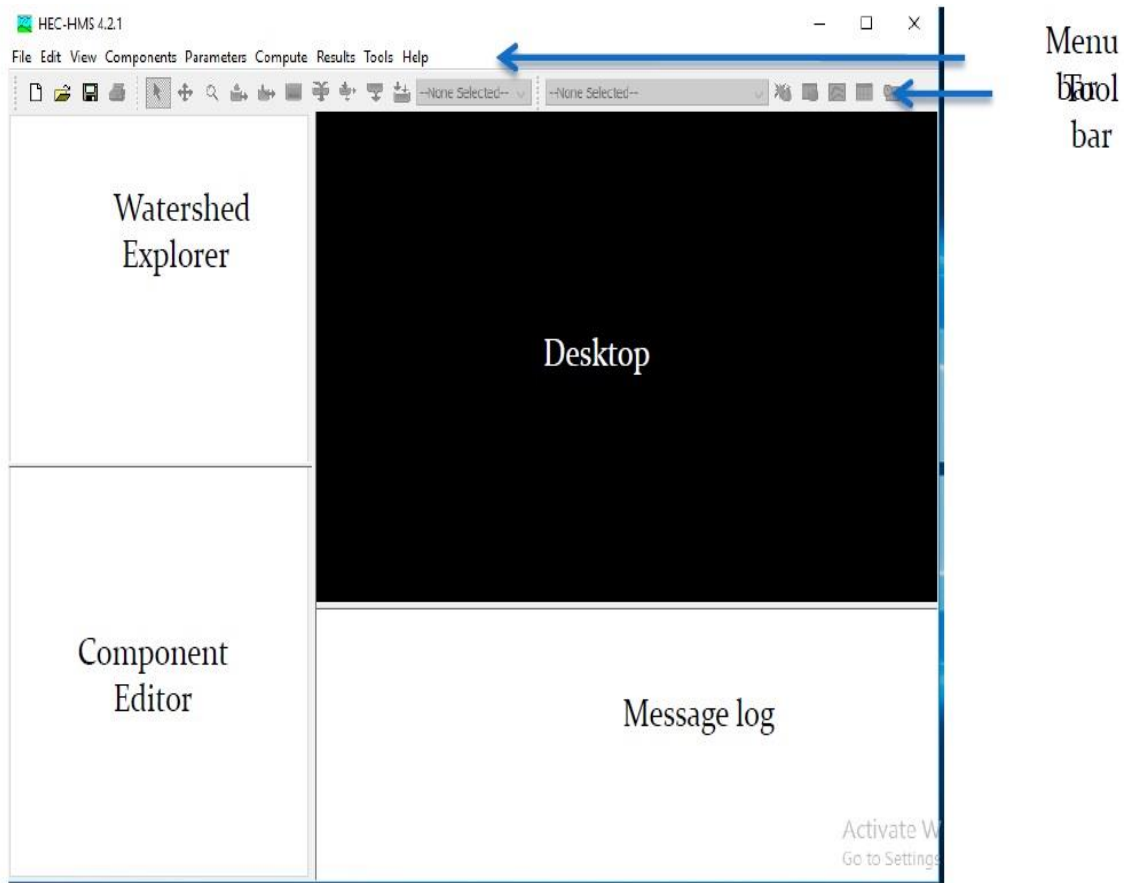 HEC-HMS 4.2.1
File Edit View Components Parameters Compute Results Tools Help
Menu
bar
Tool
bar
--None Selected--
--None Selected--
Watershed
Explorer
Desktop
Component
Editor
Message log
Activate W
Go to Settings